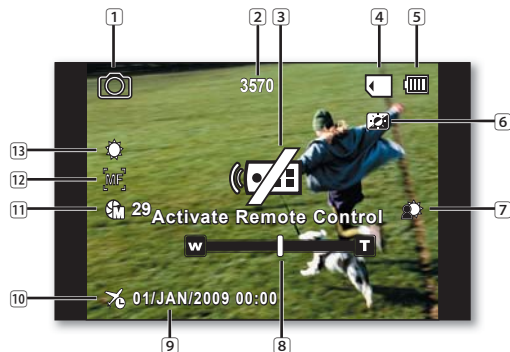 1 2 3 4 5
3570
6
13
12 MF
11 M 29 Activate Remote Control 7
W T
10 01/JAN/2009 00:00
9 8